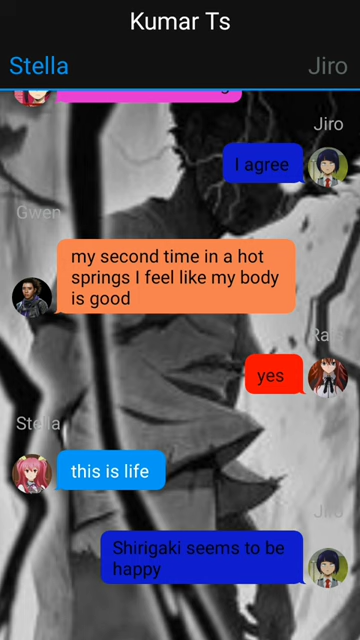 Kumar Ts
Stella
Jiro
Jiro
I agree
Gwen
my second time in a hot
springs I feel like my body
is good
yes
Stella
this is life
Jiro
Shirigaki seems to be
happy